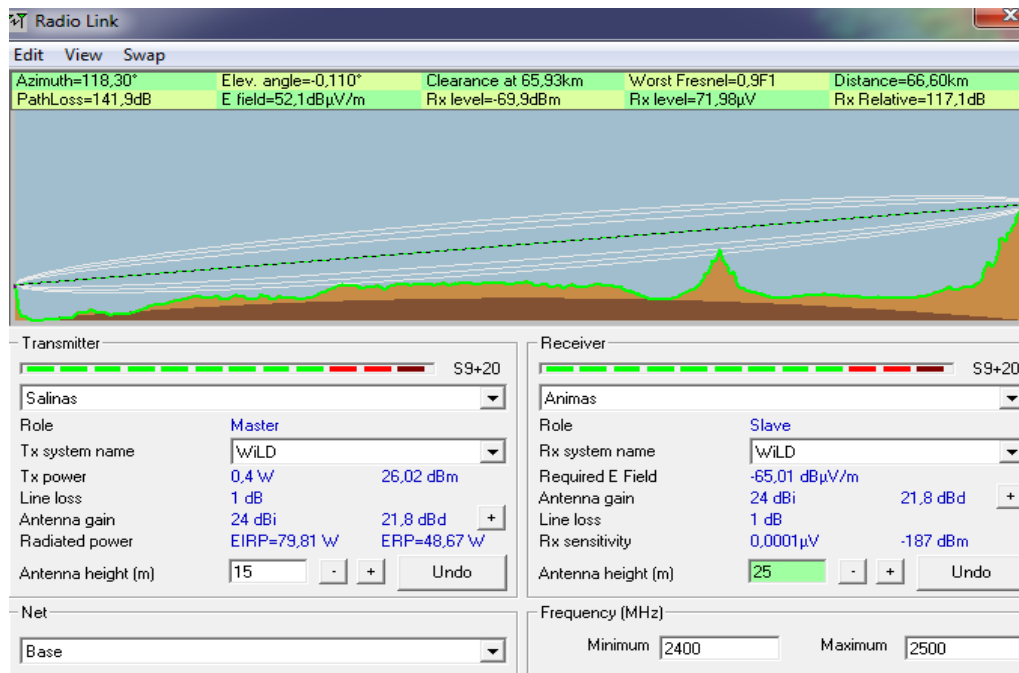 Radio Link
Edit View Swap
Azimuth=118,30° Elev. angle=-0,110° Clearance at 65,93km Worst Fresnel=0,9F1 Distance=66,60km
PathLoss=141,9dB E field=52,1dBμV/m Rx level=-69,9dBm Rx level=71,98μV Rx Relative=117,1dB
Transmitter
S9+20
Salinas
Role Master
Tx system name WiLD
Tx power 0,4 W 26,02 dBm
Line loss 1 dB
Antenna gain 24 dBi 21,8 dBd +
Radiated power EIRP=79,81 W ERP=48,67 W
Antenna height (m) 15 - + Undo
Net
Base
Receiver
S9+20
Animas
Role Slave
Rx system name WiLD
Required E Field -65,01 dBμV/m
Antenna gain 24 dBi 21,8 dBd +
Line loss 1 dB
Rx sensitivity 0,0001μV -187 dBm
Antenna height (m) 25 - + Undo
Frequency (MHz)
Minimum 2400 Maximum 2500